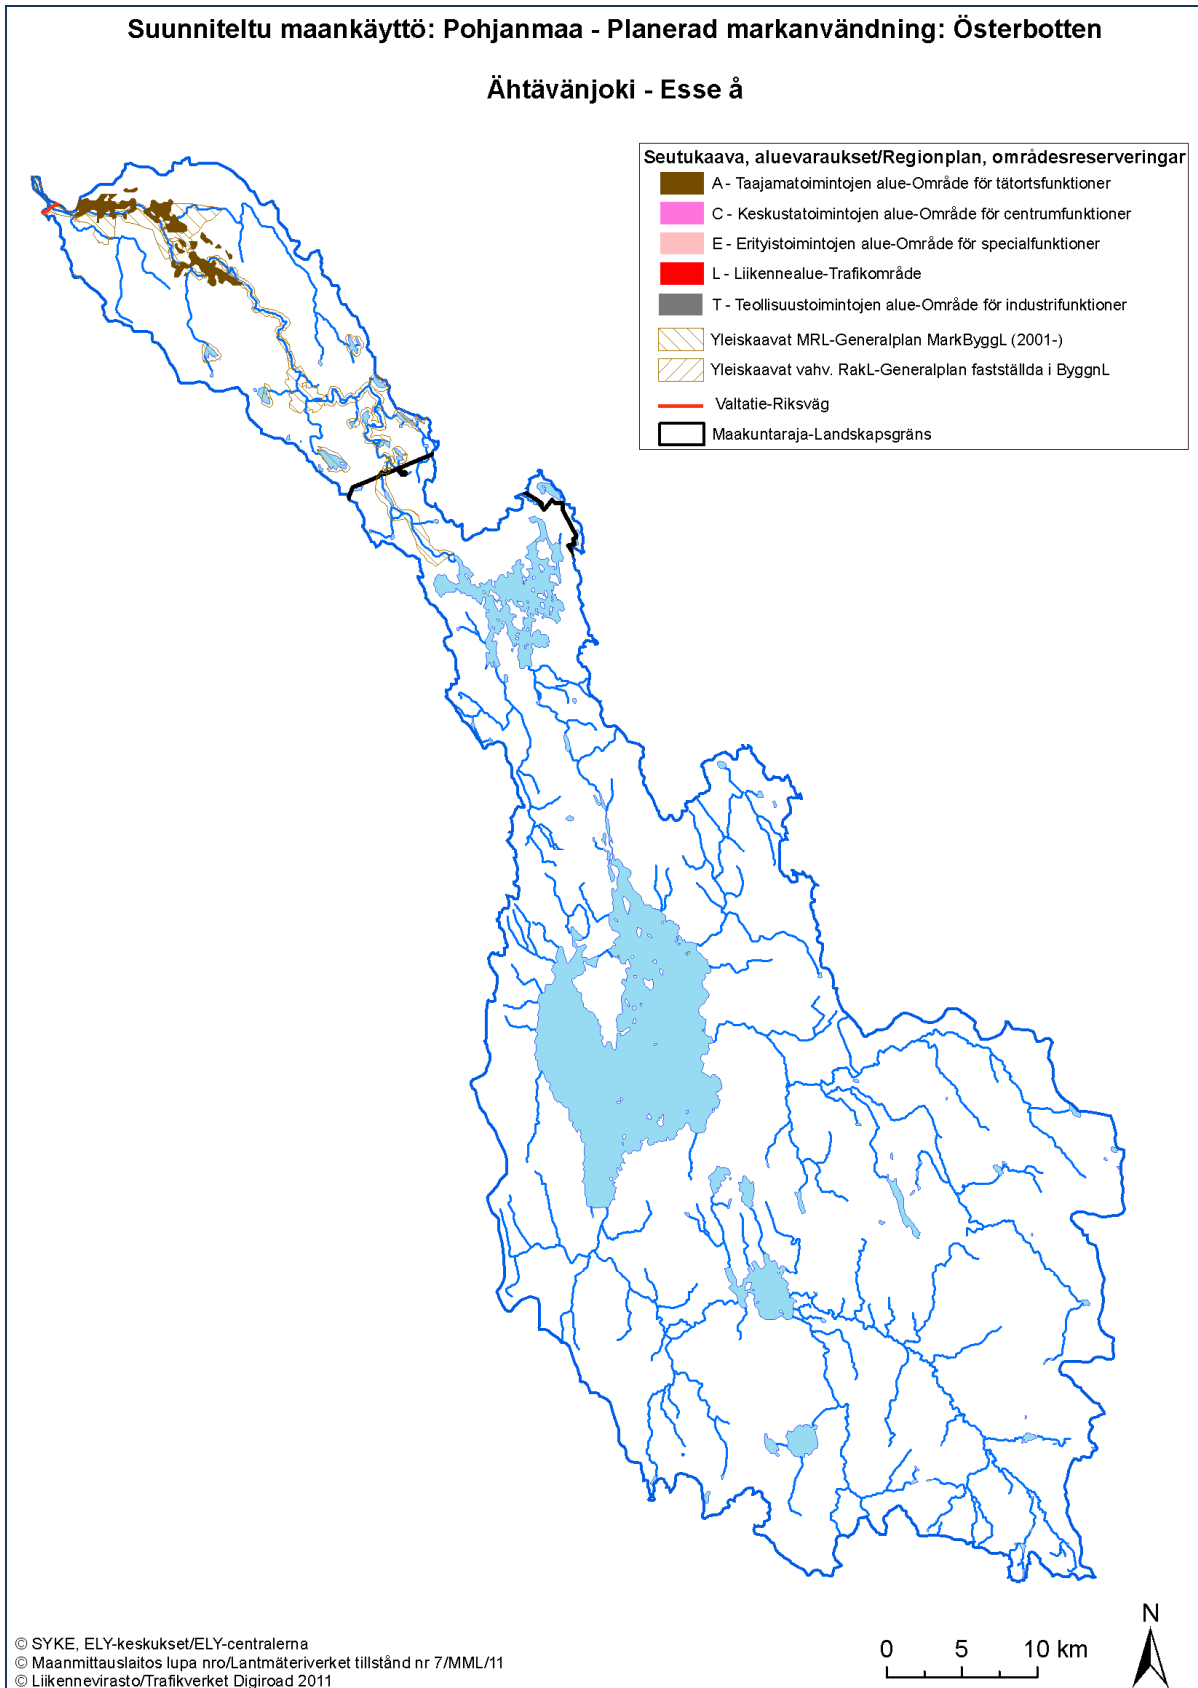 Suunniteltu maankäyttö: Pohjanmaa - Planerad markanvändning: Österbotten
Ähtävänjoki - Esse å
Seutukaava, aluevaraukset/Regionplan, områdesreserveringar
A - Taajamatoimintojen alue-Område för tätortsfunktioner
C - Keskustatoimintojen alue-Område för centrumfunktioner
E - Erityistoimintojen alue-Område för specialfunktioner
L - Liikennealue-Trafikområde
T - Teollisuustoimintojen alue-Område för industrifunktioner
Yleiskaavat MRL-Generalplan MarkByggL (2001-)
Yleiskaavat vahv. RakL-Generalplan fastställda i ByggnL
Valtatie-Riksväg
Maakuntaraja-Landskapsgräns
N
0 5 10 km
© SYKE, ELY-keskukset/ELY-centralerna
© Maanmittauslaitos lupa nro/Lantmäteriverket tillstånd nr 7/MML/11
© Liikennevirasto/Trafikverket Digiroad 2011